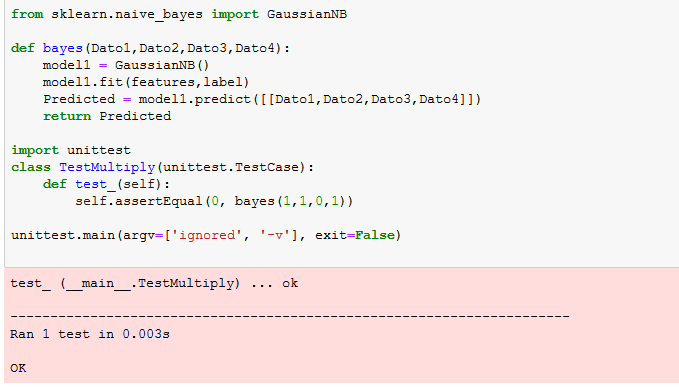 from sklearn.naive_bayes import GaussianNB
def bayes(Dato1,Dato2,Dato3,Dato4):
    model1 = GaussianNB()
    model1.fit(features,label)
    Predicted = model1.predict([[Dato1,Dato2,Dato3,Dato4]])
    return Predicted
import unittest
class TestMultiply(unittest.TestCase):
    def test_(self):
        self.assertEqual(0, bayes(1,1,0,1))
unittest.main(argv=['ignored', '-v'], exit=False)
test_ (__main__.TestMultiply) ... ok
----------------------------------------------------------------------
Ran 1 test in 0.003s
OK